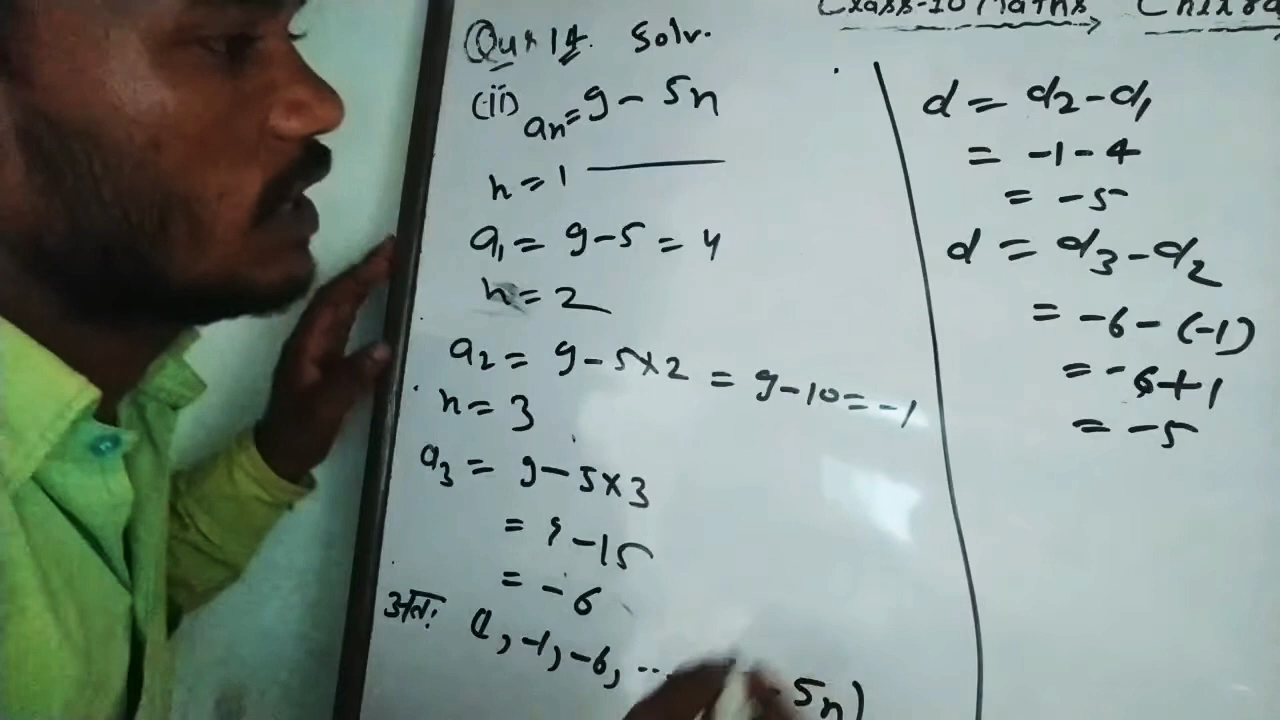 Class-10 Maths
Qu. 14. Solv.
(ii) an = 9 - 5n
n = 1
a1 = 9 - 5 = 4
n = 2
a2 = 9 - 5×2 = 9 - 10 = -1
n = 3
a3 = 9 - 5×3
= 9 - 15
= -6
अतः 4, -1, -6, ...
5n)
d = d2 - d1
= -1 - 4
= -5
d = d3 - d2
= -6 - (-1)
= -6 + 1
= -5